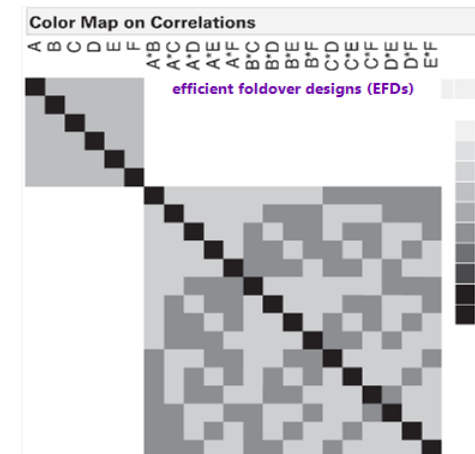 Color Map on Correlations
A B C D E F A*B A*C A*D A*E A*F B*C B*D B*E B*F C*D C*E C*F D*E D*F E*F
efficient foldover designs (EFDs)